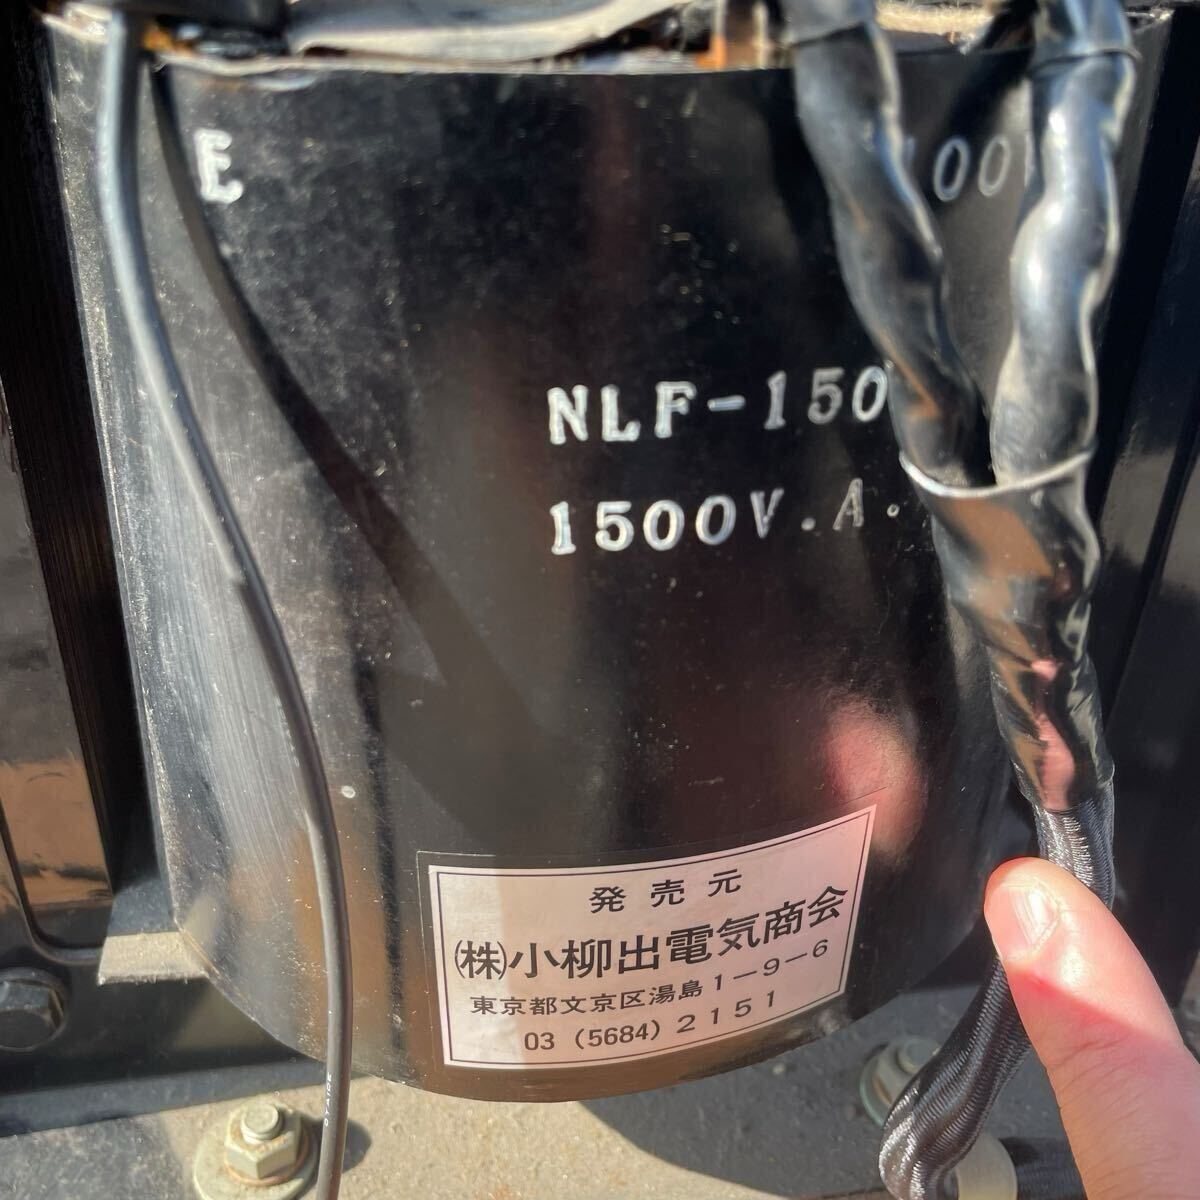 E
100V
NLF-150
1500V.A.
発売元
(株)小柳出電気商会
東京都文京区湯島1-9-6
03 (5684) 2151